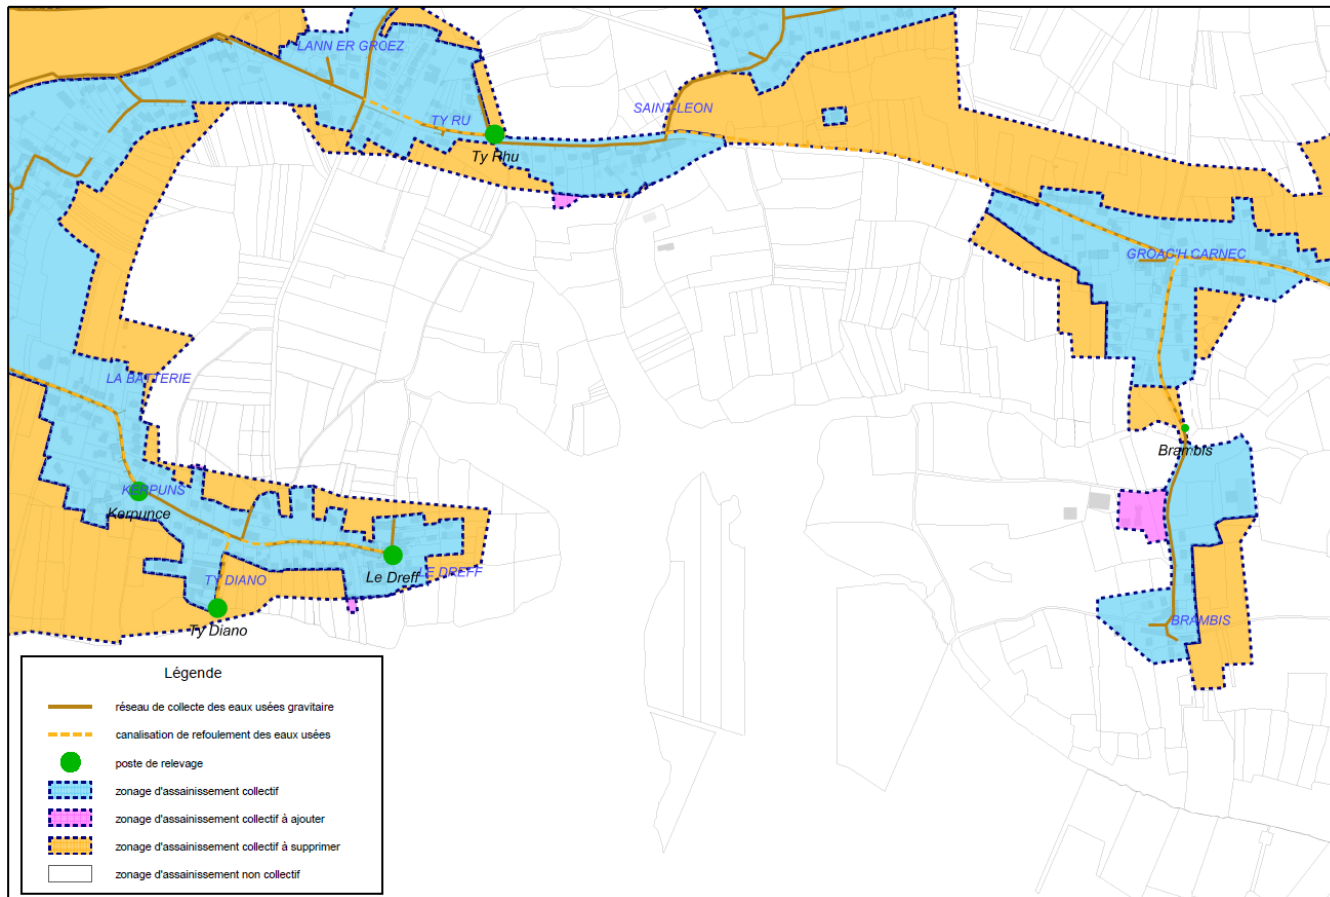 LANN ER GROEZ
SAINT-LEON
TY RU
Ty Rhu
GROAC'H CARNEC
LA BATTERIE
Brambis
KERPUNS
Kerpunce
Le Dreff
LE DREFF
TY DIANO
Ty Diano
BRAMBIS
Légende
réseau de collecte des eaux usées gravitaire
canalisation de refoulement des eaux usées
poste de relevage
zonage d'assainissement collectif
zonage d'assainissement collectif à ajouter
zonage d'assainissement collectif à supprimer
zonage d'assainissement non collectif